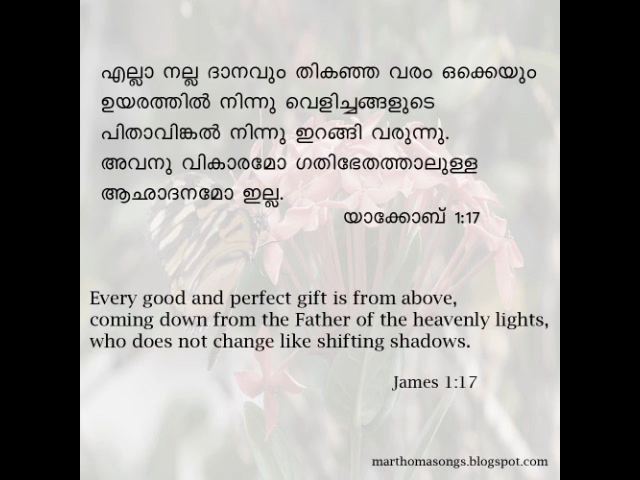 എല്ലാ നല്ല ദാനവും തികഞ്ഞ വരം ഒക്കെയും
ഉയരത്തിൽ നിന്നു വെളിച്ചങ്ങളുടെ
പിതാവിങ്കൽ നിന്നു ഇറങ്ങി വരുന്നു.
അവനു വികാരമോ ഗതിഭേതത്താലുള്ള
ആഛാദനമോ ഇല്ല.
യാക്കോബ് 1:17
Every good and perfect gift is from above,
coming down from the Father of the heavenly lights,
who does not change like shifting shadows.
James 1:17
marthomasongs.blogspot.com